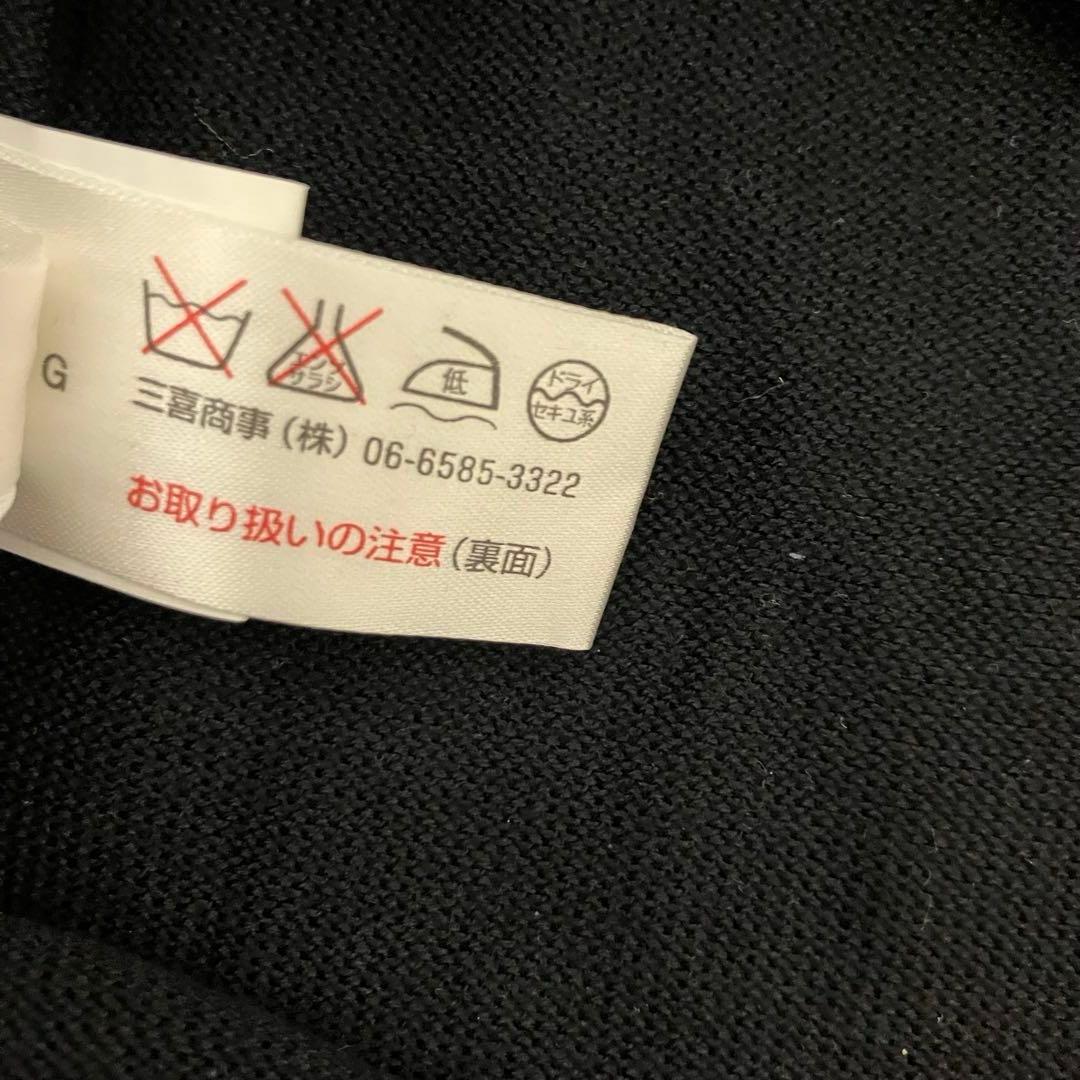 エンソ
サラシ
低
ドライ
セキユ系
G
三喜商事(株) 06-6585-3322
お取り扱いの注意(裏面)